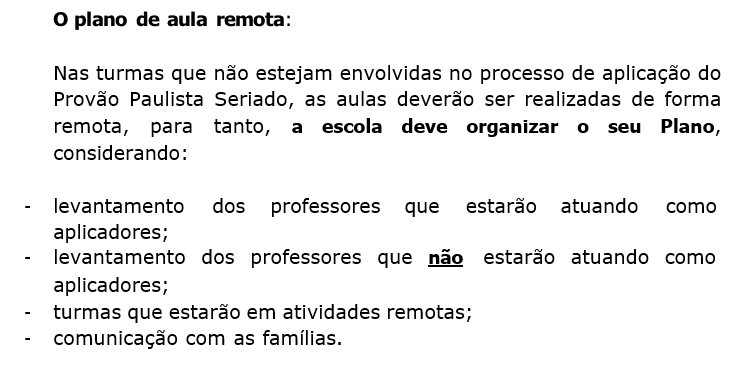 O plano de aula remota:
Nas turmas que não estejam envolvidas no processo de aplicação do
Provão Paulista Seriado, as aulas deverão ser realizadas de forma
remota, para tanto, a escola deve organizar o seu Plano,
considerando:
- levantamento dos professores que estarão atuando como
aplicadores;
- levantamento dos professores que não estarão atuando como
aplicadores;
- turmas que estarão em atividades remotas;
- comunicação com as famílias.